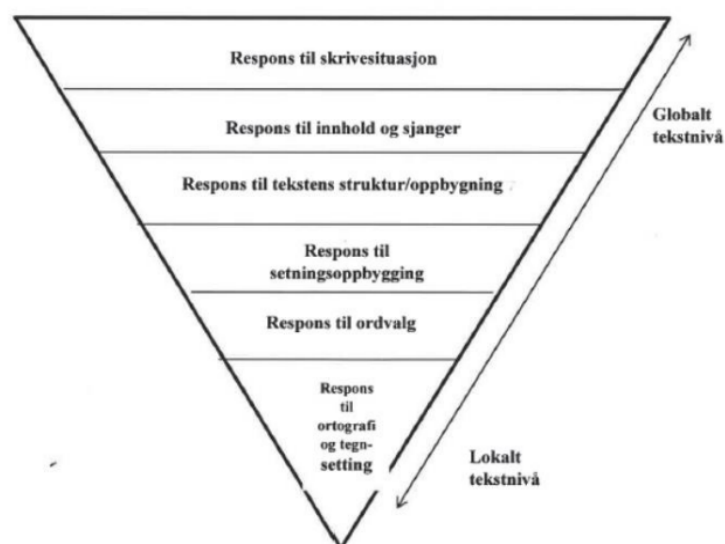 Respons til skrivesituasjon
Respons til innhold og sjanger
Respons til tekstens struktur/oppbygning
Respons til
setningsoppbygging
Respons til ordvalg
Respons
til
ortografi
og tegn-
setting
Globalt
tekstnivå
Lokalt
tekstnivå